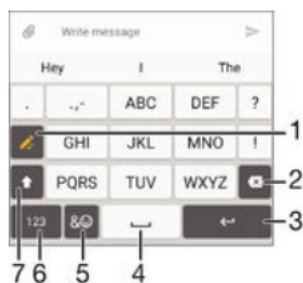 Write message
Hey I The
. .,- ABC DEF ?
GHI JKL MNO !
PQRS TUV WXYZ
123 &
1
2
3
7 6 5 4